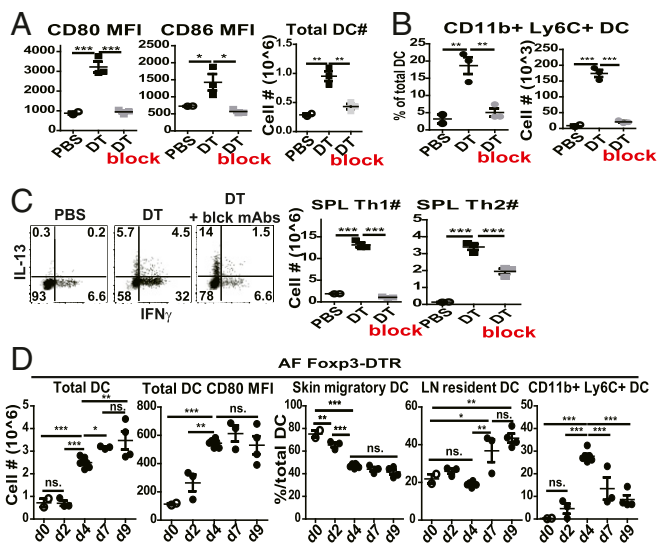 A
CD80 MFI
CD86 MFI
Total DC#
4000
3000
2000
1000
0
***
***
2500
2000
1500
1000
500
0
*
*
Cell # (10^6)
1.5
1.0
0.5
0.0
**
**
PBS
DT
DT
block
PBS
DT
DT
block
PBS
DT
DT
block
B
CD11b+ Ly6C+ DC
% of total DC
25
20
15
10
5
0
**
**
Cell # (10^3)
250
200
150
100
50
0
***
***
PBS
DT
DT
block
PBS
DT
DT
block
C
PBS
DT
DT
+ blck mAbs
IL-13
0.3
0.2
93
6.6
5.7
4.5
58
32
14
1.5
78
6.6
IFNγ
SPL Th1#
SPL Th2#
Cell # (10^6)
20
15
10
5
0
***
***
5
4
3
2
1
0
***
***
PBS
DT
DT
block
PBS
DT
DT
block
D
AF Foxp3-DTR
Total DC
Total DC CD80 MFI
Skin migratory DC
LN resident DC
CD11b+ Ly6C+ DC
Cell # (10^6)
5
4
3
2
1
0
**
ns.
***
*
***
ns.
d0
d2
d4
d7
d9
800
600
400
200
0
***
ns.
**
d0
d2
d4
d7
d9
%/total DC
100
80
60
40
20
0
***
**
***
ns.
d0
d2
d4
d7
d9
60
40
20
0
**
*
ns.
ns.
d0
d2
d4
d7
d9
50
40
30
20
10
0
***
***
***
***
ns.
d0
d2
d4
d7
d9